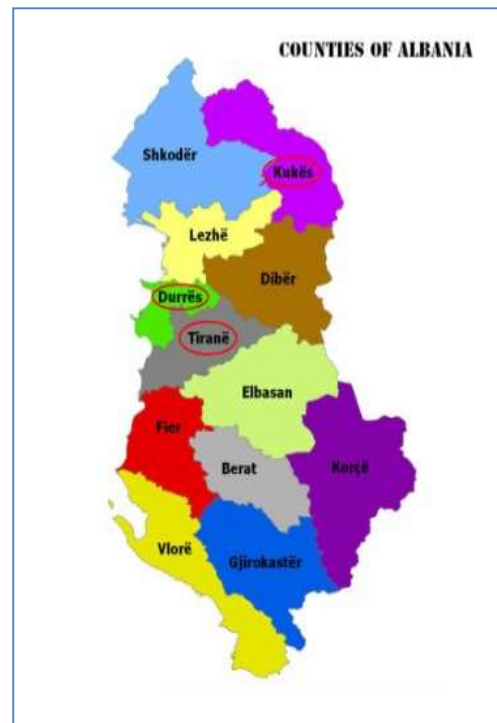 COUNTIES OF ALBANIA
Shkodër
Kukës
Lezhë
Dibër
Durrës
Tiranë
Elbasan
Fier
Berat
Korçë
Vlorë
Gjirokastër